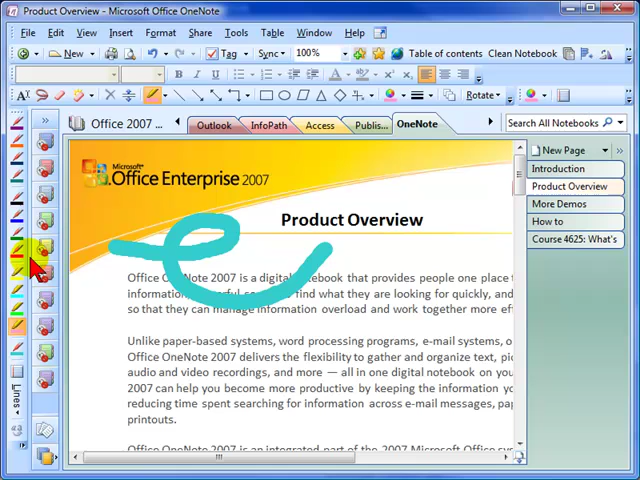 Product Overview - Microsoft Office OneNote
File Edit View Insert Format Share Tools Table Window Help
New Tag Sync 100% Table of contents Clean Notebook
B I U
Rotate
Office 2007 ... Outlook InfoPath Access Publis... OneNote Search All Notebooks
New Page
Introduction
Product Overview
More Demos
How to
Course 4625: What's
Microsoft
Office Enterprise 2007
Product Overview
Office OneNote 2007 is a digital notebook that provides people one place
information, powerful find what they are looking for quickly, and
so that they can manage information overload and work together more eff
Unlike paper-based systems, word processing programs, e-mail systems, o
Office OneNote 2007 delivers the flexibility to gather and organize text, pic
audio and video recordings, and more — all in one digital notebook on you
2007 can help you become more productive by keeping the information yo
reducing time spent searching for information across e-mail messages, pap
printouts.
Office OneNote 2007 is an integrated part of the 2007 Microsoft Office sys
Lines